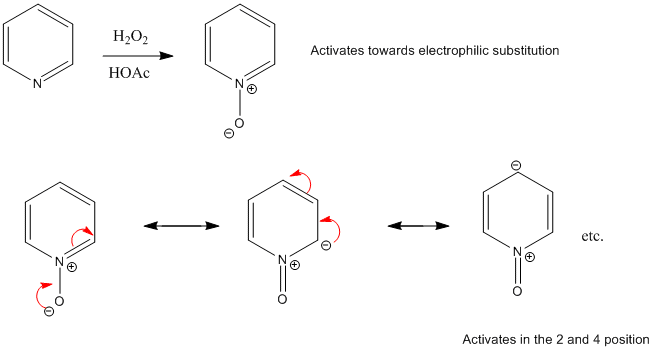 H₂O₂
HOAc
Activates towards electrophilic substitution
N
N ⊕
O
⊖
⊖
N ⊕
O
⊖
⊖
N ⊕
O
N ⊕
O
etc.
Activates in the 2 and 4 position